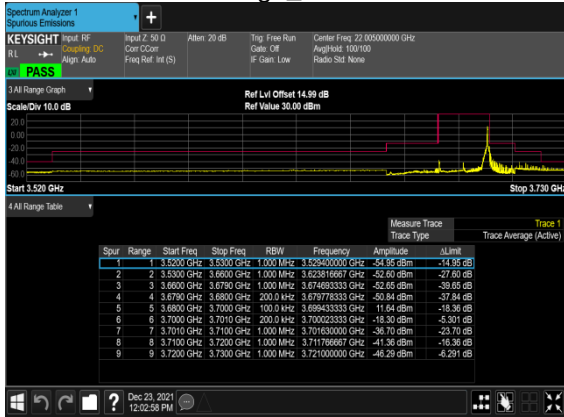 Spectrum Analyzer 1
Spurious Emissions
KEYSIGHT Input: RF Input Z: 50 Ω Atten: 20 dB Trig: Free Run Center Freq: 22.005000000 GHz
RL Coupling: DC Corr CCorr Gate: Off Avg|Hold: 100/100
Align: Auto Freq Ref: Int (S) IF Gain: Low Radio Std: None
PASS
3 All Range Graph Ref Lvl Offset 14.99 dB
Scale/Div 10.0 dB Ref Value 30.00 dBm
20.0
0.00
-20.0
-40.0
-60.0
Start 3.520 GHz Stop 3.730 GHz
4 All Range Table
Measure Trace Trace 1
Trace Type Trace Average (Active)
Spur Range Start Freq Stop Freq RBW Frequency Amplitude ΔLimit
1 1 3.5200 GHz 3.5300 GHz 1.000 MHz 3.529400000 GHz -54.95 dBm -14.95 dB
2 2 3.5300 GHz 3.6600 GHz 1.000 MHz 3.623816667 GHz -52.60 dBm -27.60 dB
3 3 3.6600 GHz 3.6790 GHz 1.000 MHz 3.674693333 GHz -52.65 dBm -39.65 dB
4 4 3.6790 GHz 3.6800 GHz 200.0 kHz 3.679778333 GHz -50.84 dBm -37.84 dB
5 5 3.6800 GHz 3.7000 GHz 100.0 kHz 3.699433333 GHz 11.64 dBm -18.36 dB
6 6 3.7000 GHz 3.7010 GHz 200.0 kHz 3.700023333 GHz -18.30 dBm -5.301 dB
7 7 3.7010 GHz 3.7100 GHz 1.000 MHz 3.701630000 GHz -36.70 dBm -23.70 dB
8 8 3.7100 GHz 3.7200 GHz 1.000 MHz 3.711766667 GHz -41.36 dBm -16.36 dB
9 9 3.7200 GHz 3.7300 GHz 1.000 MHz 3.721000000 GHz -46.29 dBm -6.291 dB
Dec 23, 2021
12:02:58 PM